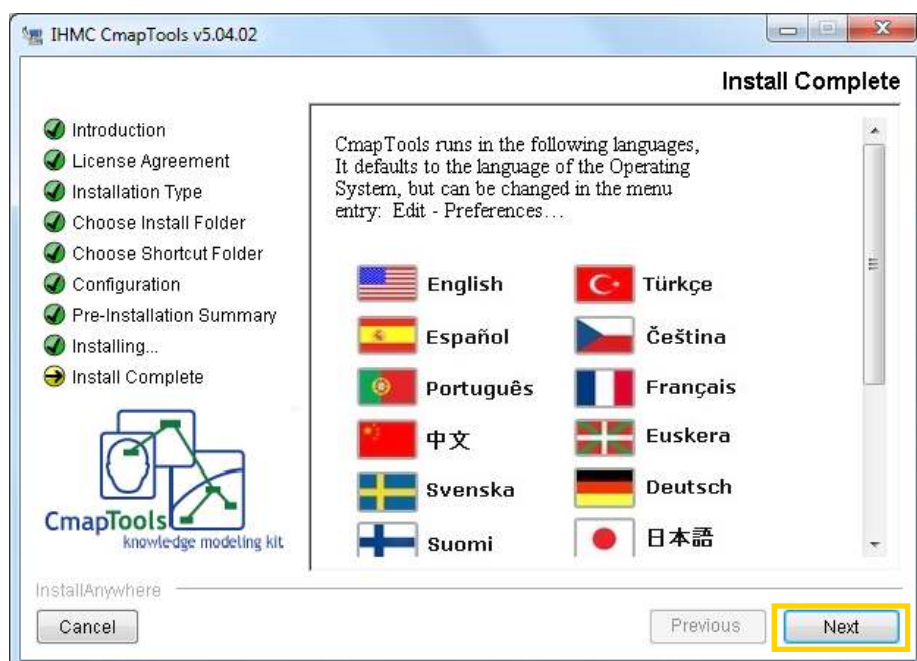 IHMC CmapTools v5.04.02
Install Complete
Introduction
License Agreement
Installation Type
Choose Install Folder
Choose Shortcut Folder
Configuration
Pre-Installation Summary
Installing...
Install Complete
CmapTools
knowledge modeling kit
CmapTools runs in the following languages,
It defaults to the language of the Operating
System, but can be changed in the menu
entry: Edit - Preferences...
English Türkçe
Español Čeština
Português Français
中文 Euskera
Svenska Deutsch
Suomi 日本語
InstallAnywhere
Cancel Previous Next